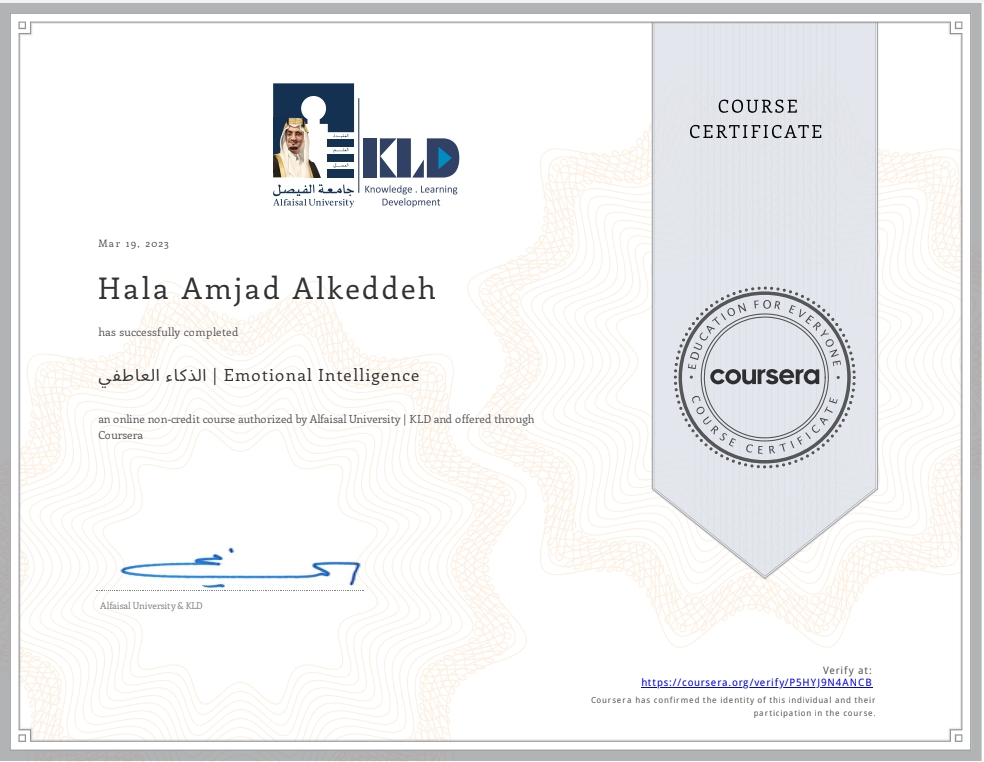 COURSE
CERTIFICATE
العقيدة
العلم
العمل
جامعة الفيصل
Alfaisal University
KLD
Knowledge . Learning
Development
Mar 19, 2023
Hala Amjad Alkeddeh
has successfully completed
الذكاء العاطفي | Emotional Intelligence
an online non-credit course authorized by Alfaisal University | KLD and offered through
Coursera
EDUCATION FOR EVERYONE
coursera
COURSE CERTIFICATE
Alfaisal University & KLD
Verify at:
https://coursera.org/verify/P5HYJ9N4ANCB
Coursera has confirmed the identity of this individual and their
participation in the course.